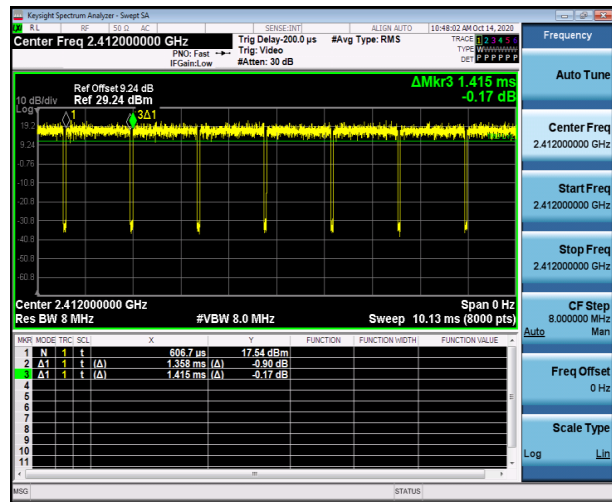 Keysight Spectrum Analyzer - Swept SA
RL RF 50 Ω AC SENSE:INT ALIGN AUTO 10:48:02 AM Oct 14, 2020
Center Freq 2.412000000 GHz Trig Delay-200.0 µs #Avg Type: RMS TRACE 1 2 3 4 5 6
PNO: Fast Trig: Video TYPE WWWWWW
IFGain:Low #Atten: 30 dB DET P P P P P P
Frequency
Auto Tune
Ref Offset 9.24 dB ΔMkr3 1.415 ms
10 dB/div Ref 29.24 dBm -0.17 dB
Log
1 3Δ1
19.2
9.24
-0.76
-10.8
-20.8
-30.8
-40.8
-50.8
-60.8
Center Freq
2.412000000 GHz
Start Freq
2.412000000 GHz
Stop Freq
2.412000000 GHz
Center 2.412000000 GHz Span 0 Hz
Res BW 8 MHz #VBW 8.0 MHz Sweep 10.13 ms (8000 pts)
CF Step
8.000000 MHz
Auto Man
MKR MODE TRC SCL X Y FUNCTION FUNCTION WIDTH FUNCTION VALUE
1 N 1 t 606.7 µs 17.54 dBm
2 Δ1 1 t (Δ) 1.358 ms (Δ) -0.90 dB
3 Δ1 1 t (Δ) 1.415 ms (Δ) -0.17 dB
4
5
6
7
8
9
10
11
Freq Offset
0 Hz
Scale Type
Log Lin
MSG STATUS